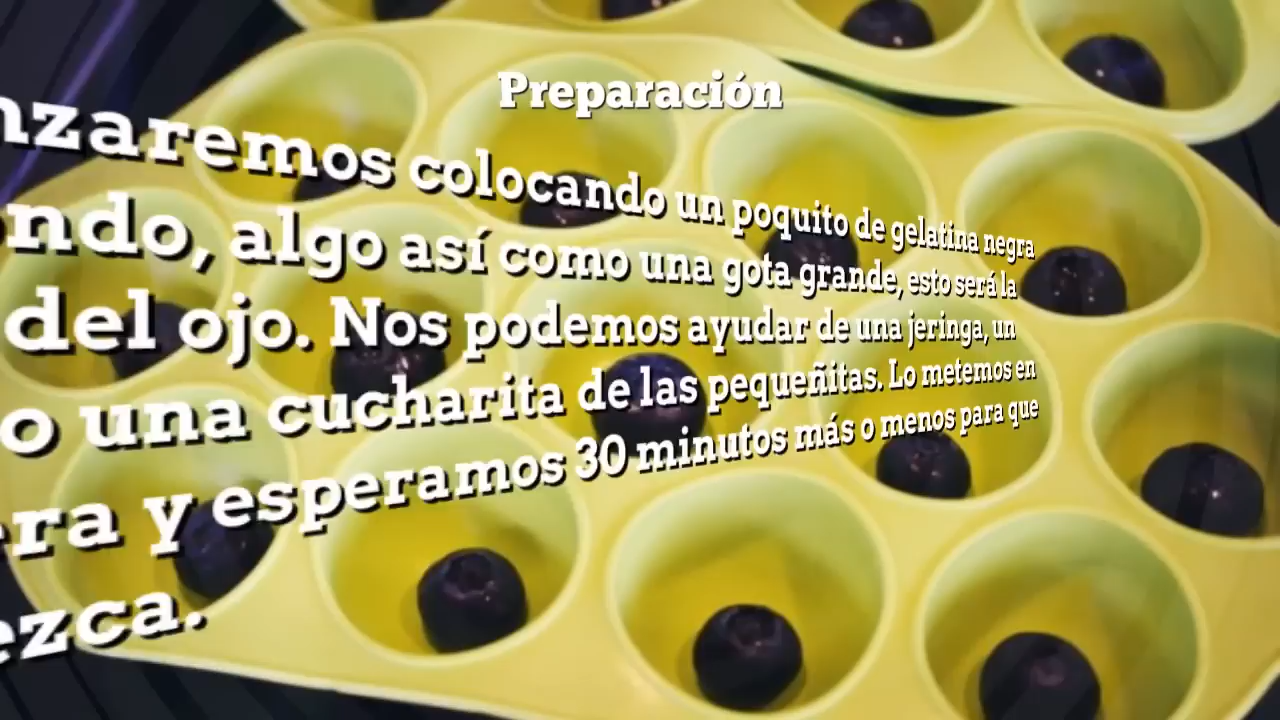 Preparación
nzaremos colocando un poquito de gelatina negra
ndo, algo así como una gota grande, esto será la
del ojo. Nos podemos ayudar de una jeringa, un
o una cucharita de las pequeñitas. Lo metemos en
era y esperamos 30 minutos más o menos para que
ezca.